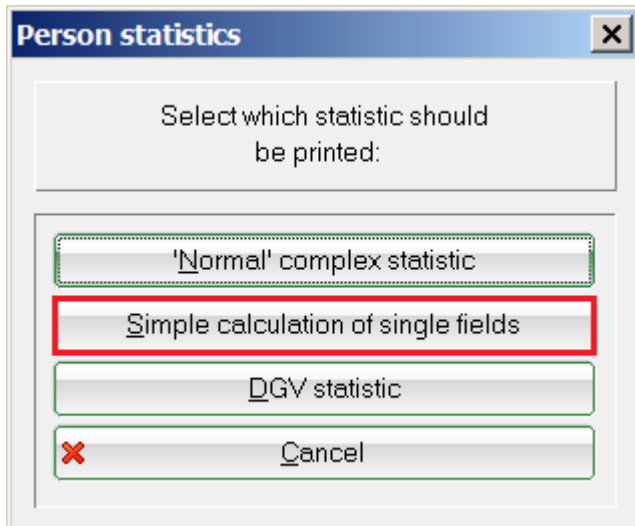 Person statistics
Select which statistic should
be printed:
'Normal' complex statistic
Simple calculation of single fields
DGV statistic
Cancel